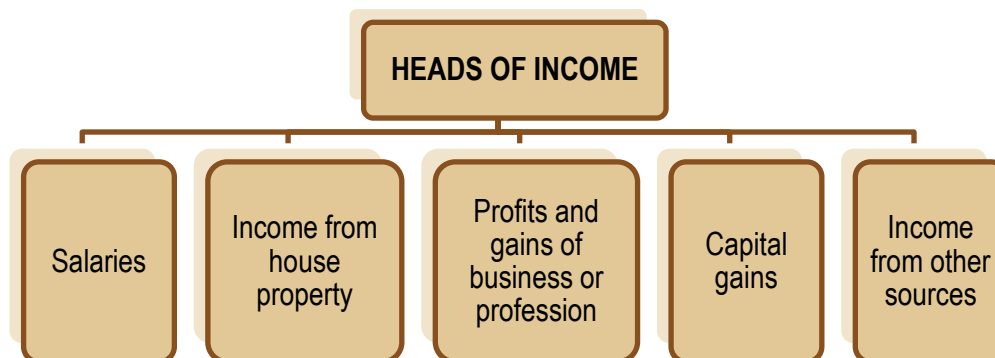 HEADS OF INCOME
Salaries
Income from
house
property
Profits and
gains of
business or
profession
Capital
gains
Income
from other
sources